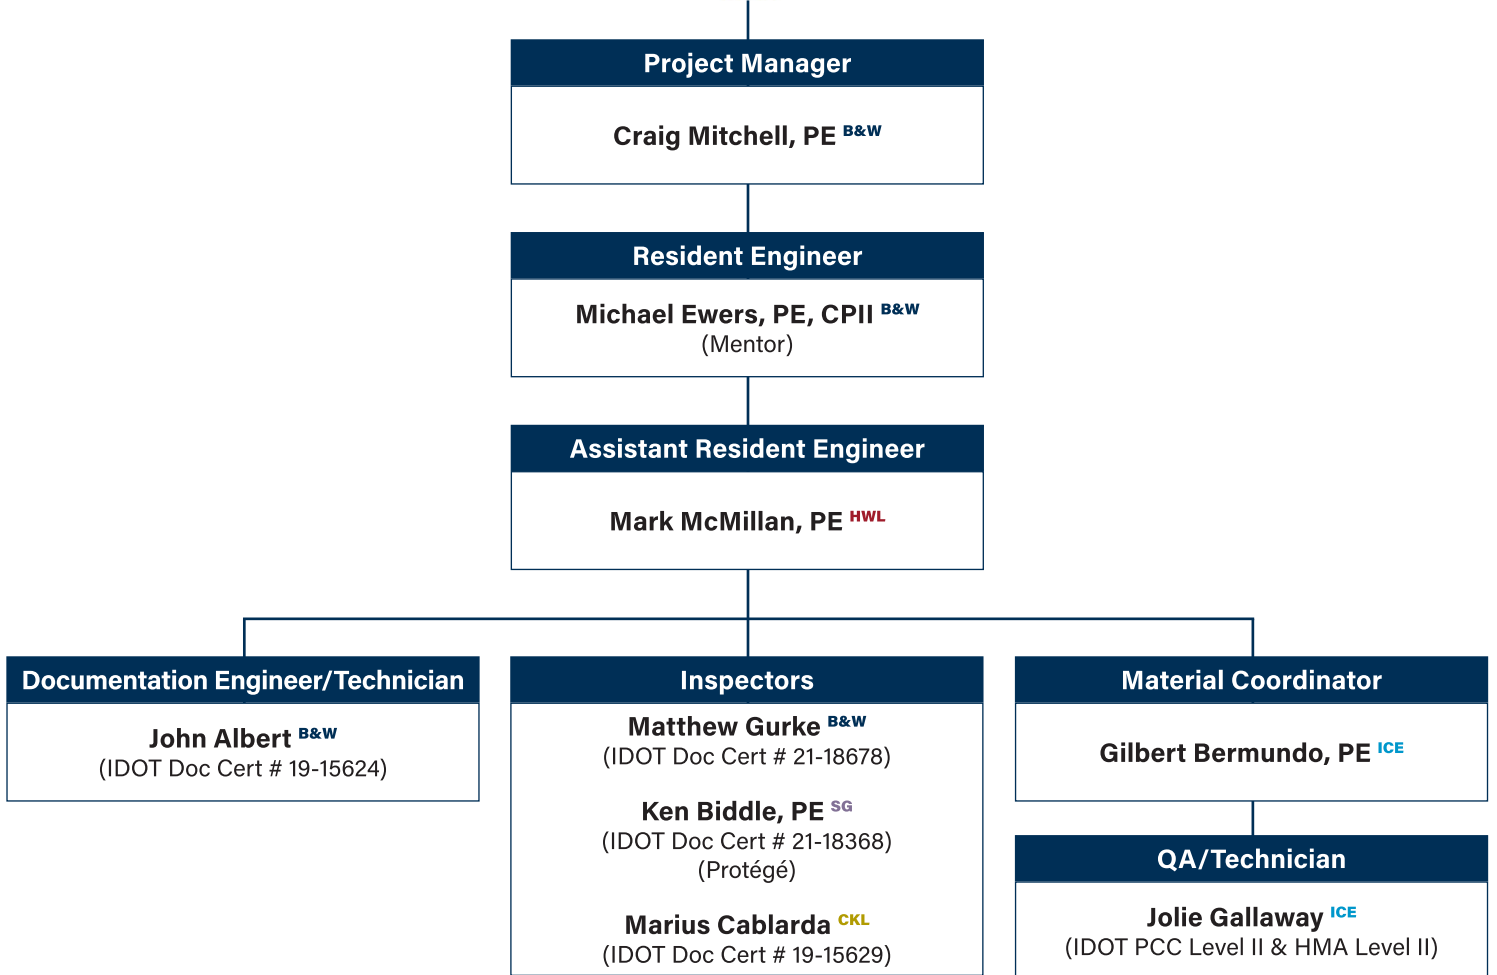 Project Manager
Craig Mitchell, PE B&W
Resident Engineer
Michael Ewers, PE, CPII B&W
(Mentor)
Assistant Resident Engineer
Mark McMillan, PE HWL
Documentation Engineer/Technician
John Albert B&W
(IDOT Doc Cert # 19-15624)
Inspectors
Matthew Gurke B&W
(IDOT Doc Cert # 21-18678)
Ken Biddle, PE SG
(IDOT Doc Cert # 21-18368)
(Protégé)
Marius Cablarda CKL
(IDOT Doc Cert # 19-15629)
Material Coordinator
Gilbert Bermundo, PE ICE
QA/Technician
Jolie Gallaway ICE
(IDOT PCC Level II & HMA Level II)